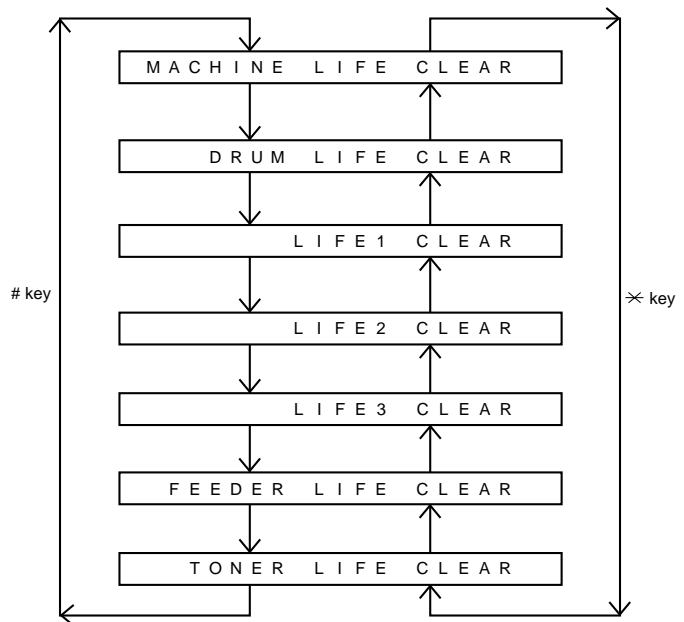 MACHINE LIFE CLEAR
DRUM LIFE CLEAR
LIFE1 CLEAR
# key
✳ key
LIFE2 CLEAR
LIFE3 CLEAR
FEEDER LIFE CLEAR
TONER LIFE CLEAR